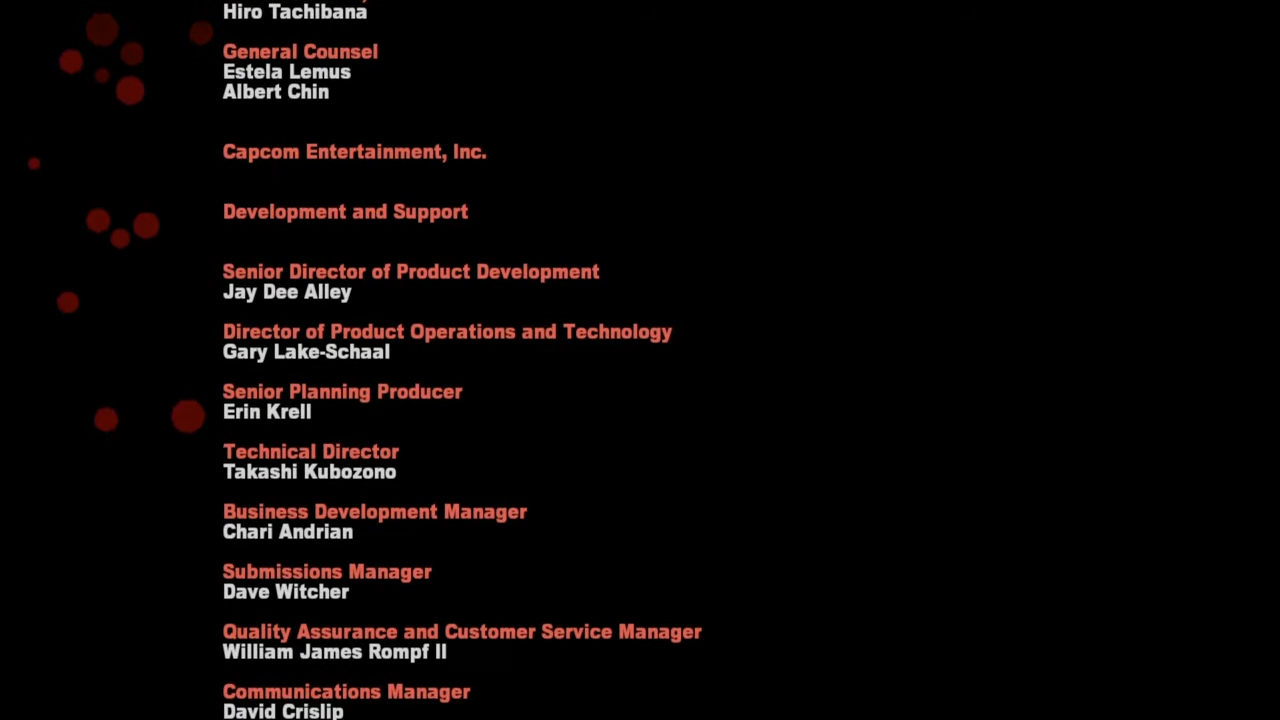 Hiro Tachibana
General Counsel
Estela Lemus
Albert Chin
Capcom Entertainment, Inc.
Development and Support
Senior Director of Product Development
Jay Dee Alley
Director of Product Operations and Technology
Gary Lake-Schaal
Senior Planning Producer
Erin Krell
Technical Director
Takashi Kubozono
Business Development Manager
Chari Andrian
Submissions Manager
Dave Witcher
Quality Assurance and Customer Service Manager
William James Rompf II
Communications Manager
David Crislip